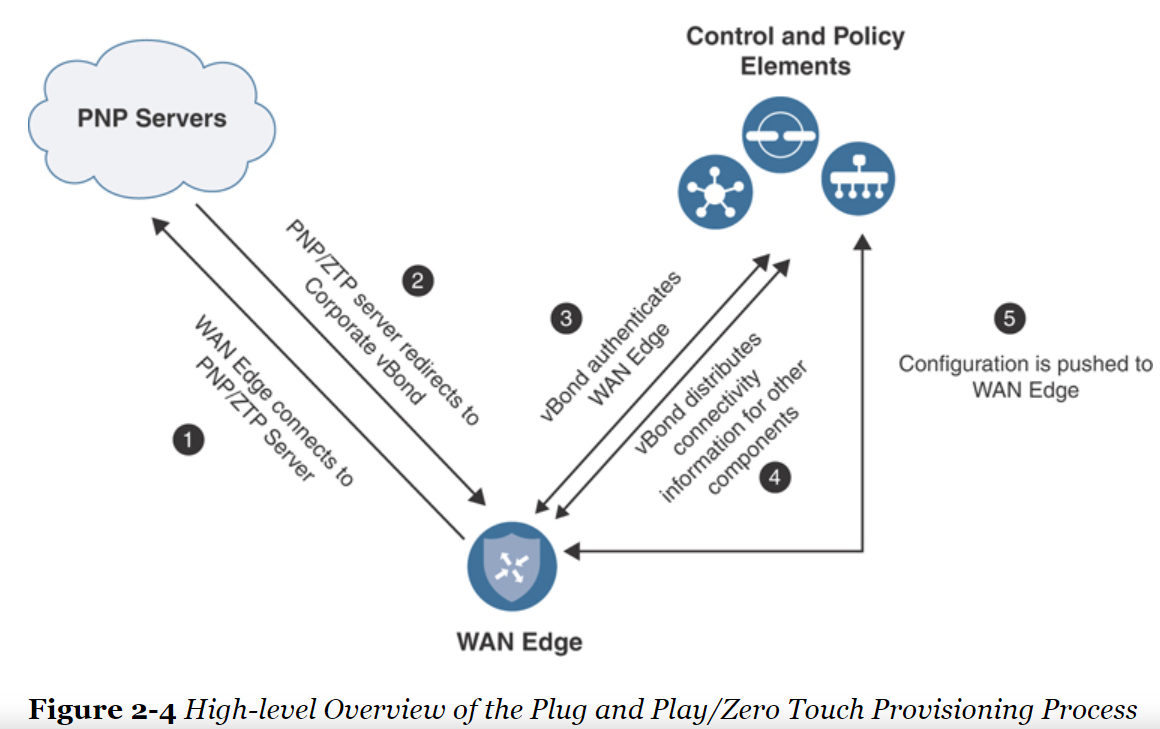 PNP Servers
Control and Policy
Elements
1
WAN Edge connects to
PNP/ZTP Server
2
PNP/ZTP server redirects to
Corporate vBond
3
vBond authenticates
WAN Edge
vBond distributes
connectivity
information for other
components
4
5
Configuration is pushed to
WAN Edge
WAN Edge
Figure 2-4 High-level Overview of the Plug and Play/Zero Touch Provisioning Process